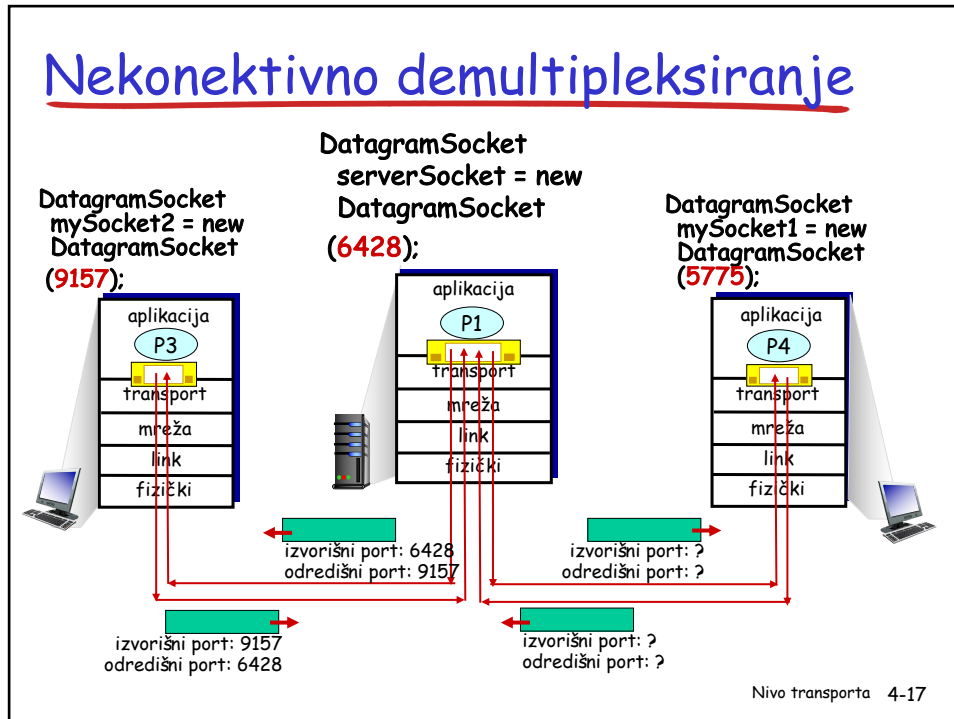 Nekonektivno demultipleksiranje
DatagramSocket
serverSocket = new
DatagramSocket
(6428);
DatagramSocket
mySocket2 = new
DatagramSocket
(9157);
DatagramSocket
mySocket1 = new
DatagramSocket
(5775);
aplikacija
P3
transport
mreža
link
fizički
aplikacija
P1
transport
mreža
link
fizički
aplikacija
P4
transport
mreža
link
fizički
izvorišni port: 6428
odredišni port: 9157
izvorišni port: ?
odredišni port: ?
izvorišni port: 9157
odredišni port: 6428
izvorišni port: ?
odredišni port: ?
Nivo transporta 4-17